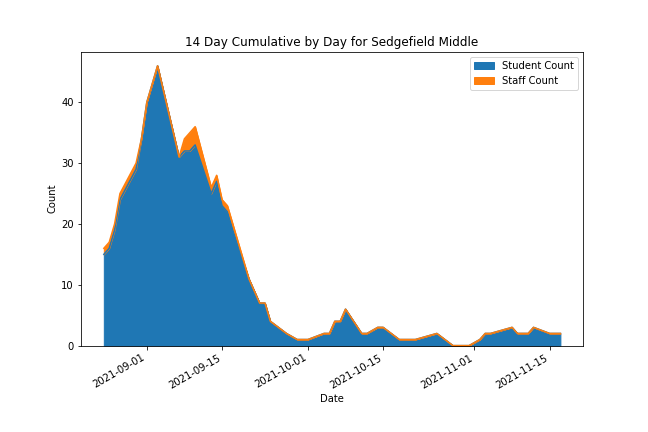 14 Day Cumulative by Day for Sedgefield Middle
Student Count
Staff Count
Count
40
30
20
10
0
2021-09-01
2021-09-15
2021-10-01
2021-10-15
2021-11-01
2021-11-15
Date